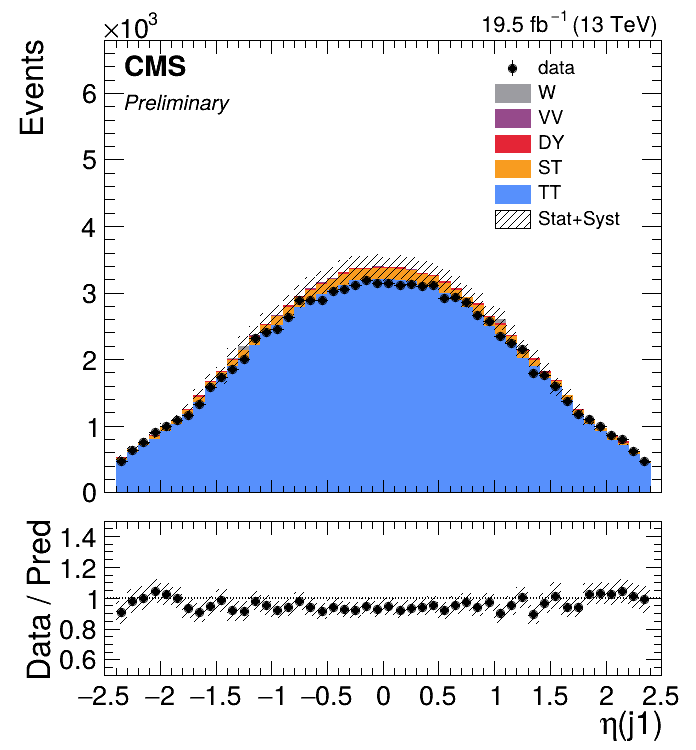 ×10³
19.5 fb⁻¹ (13 TeV)
Events
CMS
Preliminary
data
W
VV
DY
ST
TT
Stat+Syst
6
5
4
3
2
1
0
Data / Pred
1.4
1.2
1
0.8
0.6
−2.5 −2 −1.5 −1 −0.5 0 0.5 1 1.5 2 2.5
η(j1)